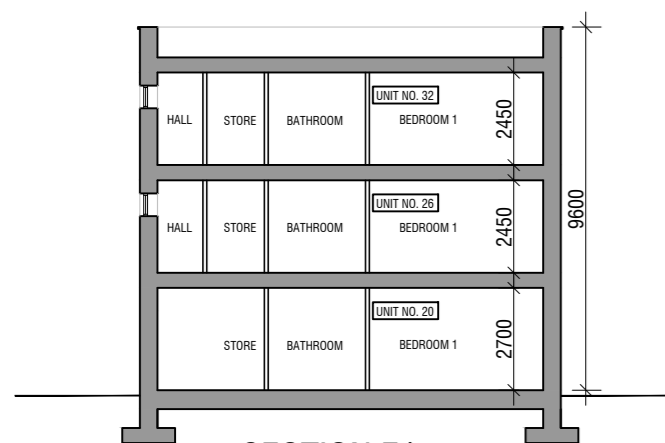 UNIT NO. 32
HALL STORE BATHROOM BEDROOM 1 2450
UNIT NO. 26
HALL STORE BATHROOM BEDROOM 1 2450
9600
UNIT NO. 20
STORE BATHROOM BEDROOM 1 2700